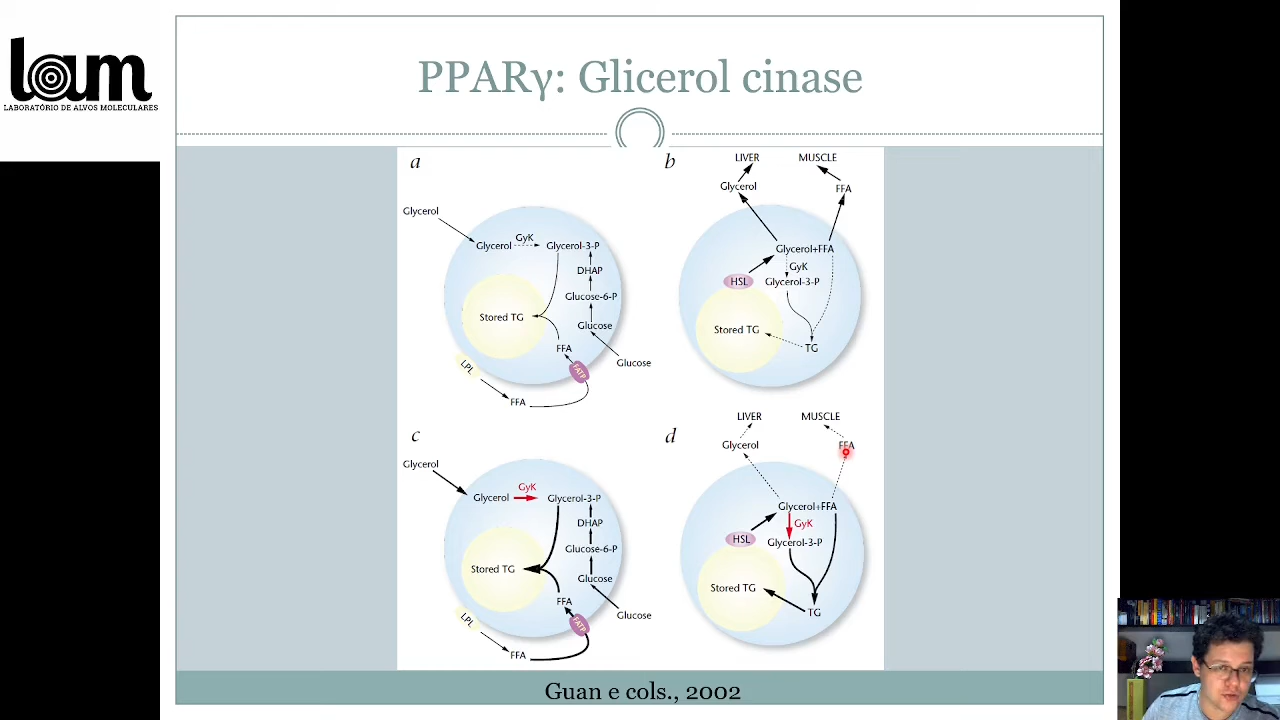 lam
LABORATÓRIO DE ALVOS MOLECULARES
PPARγ: Glicerol cinase
a
Glycerol
Glycerol
GyK
Glycerol-3-P
DHAP
Glucose-6-P
Glucose
Glucose
Stored TG
FFA
LPL
FATP
FFA
b
LIVER
MUSCLE
Glycerol
FFA
Glycerol+FFA
GyK
HSL
Glycerol-3-P
Stored TG
TG
c
Glycerol
Glycerol
GyK
Glycerol-3-P
DHAP
Glucose-6-P
Glucose
Glucose
Stored TG
FFA
LPL
FATP
FFA
d
LIVER
MUSCLE
Glycerol
FFA
Glycerol+FFA
GyK
HSL
Glycerol-3-P
Stored TG
TG
Guan e cols., 2002